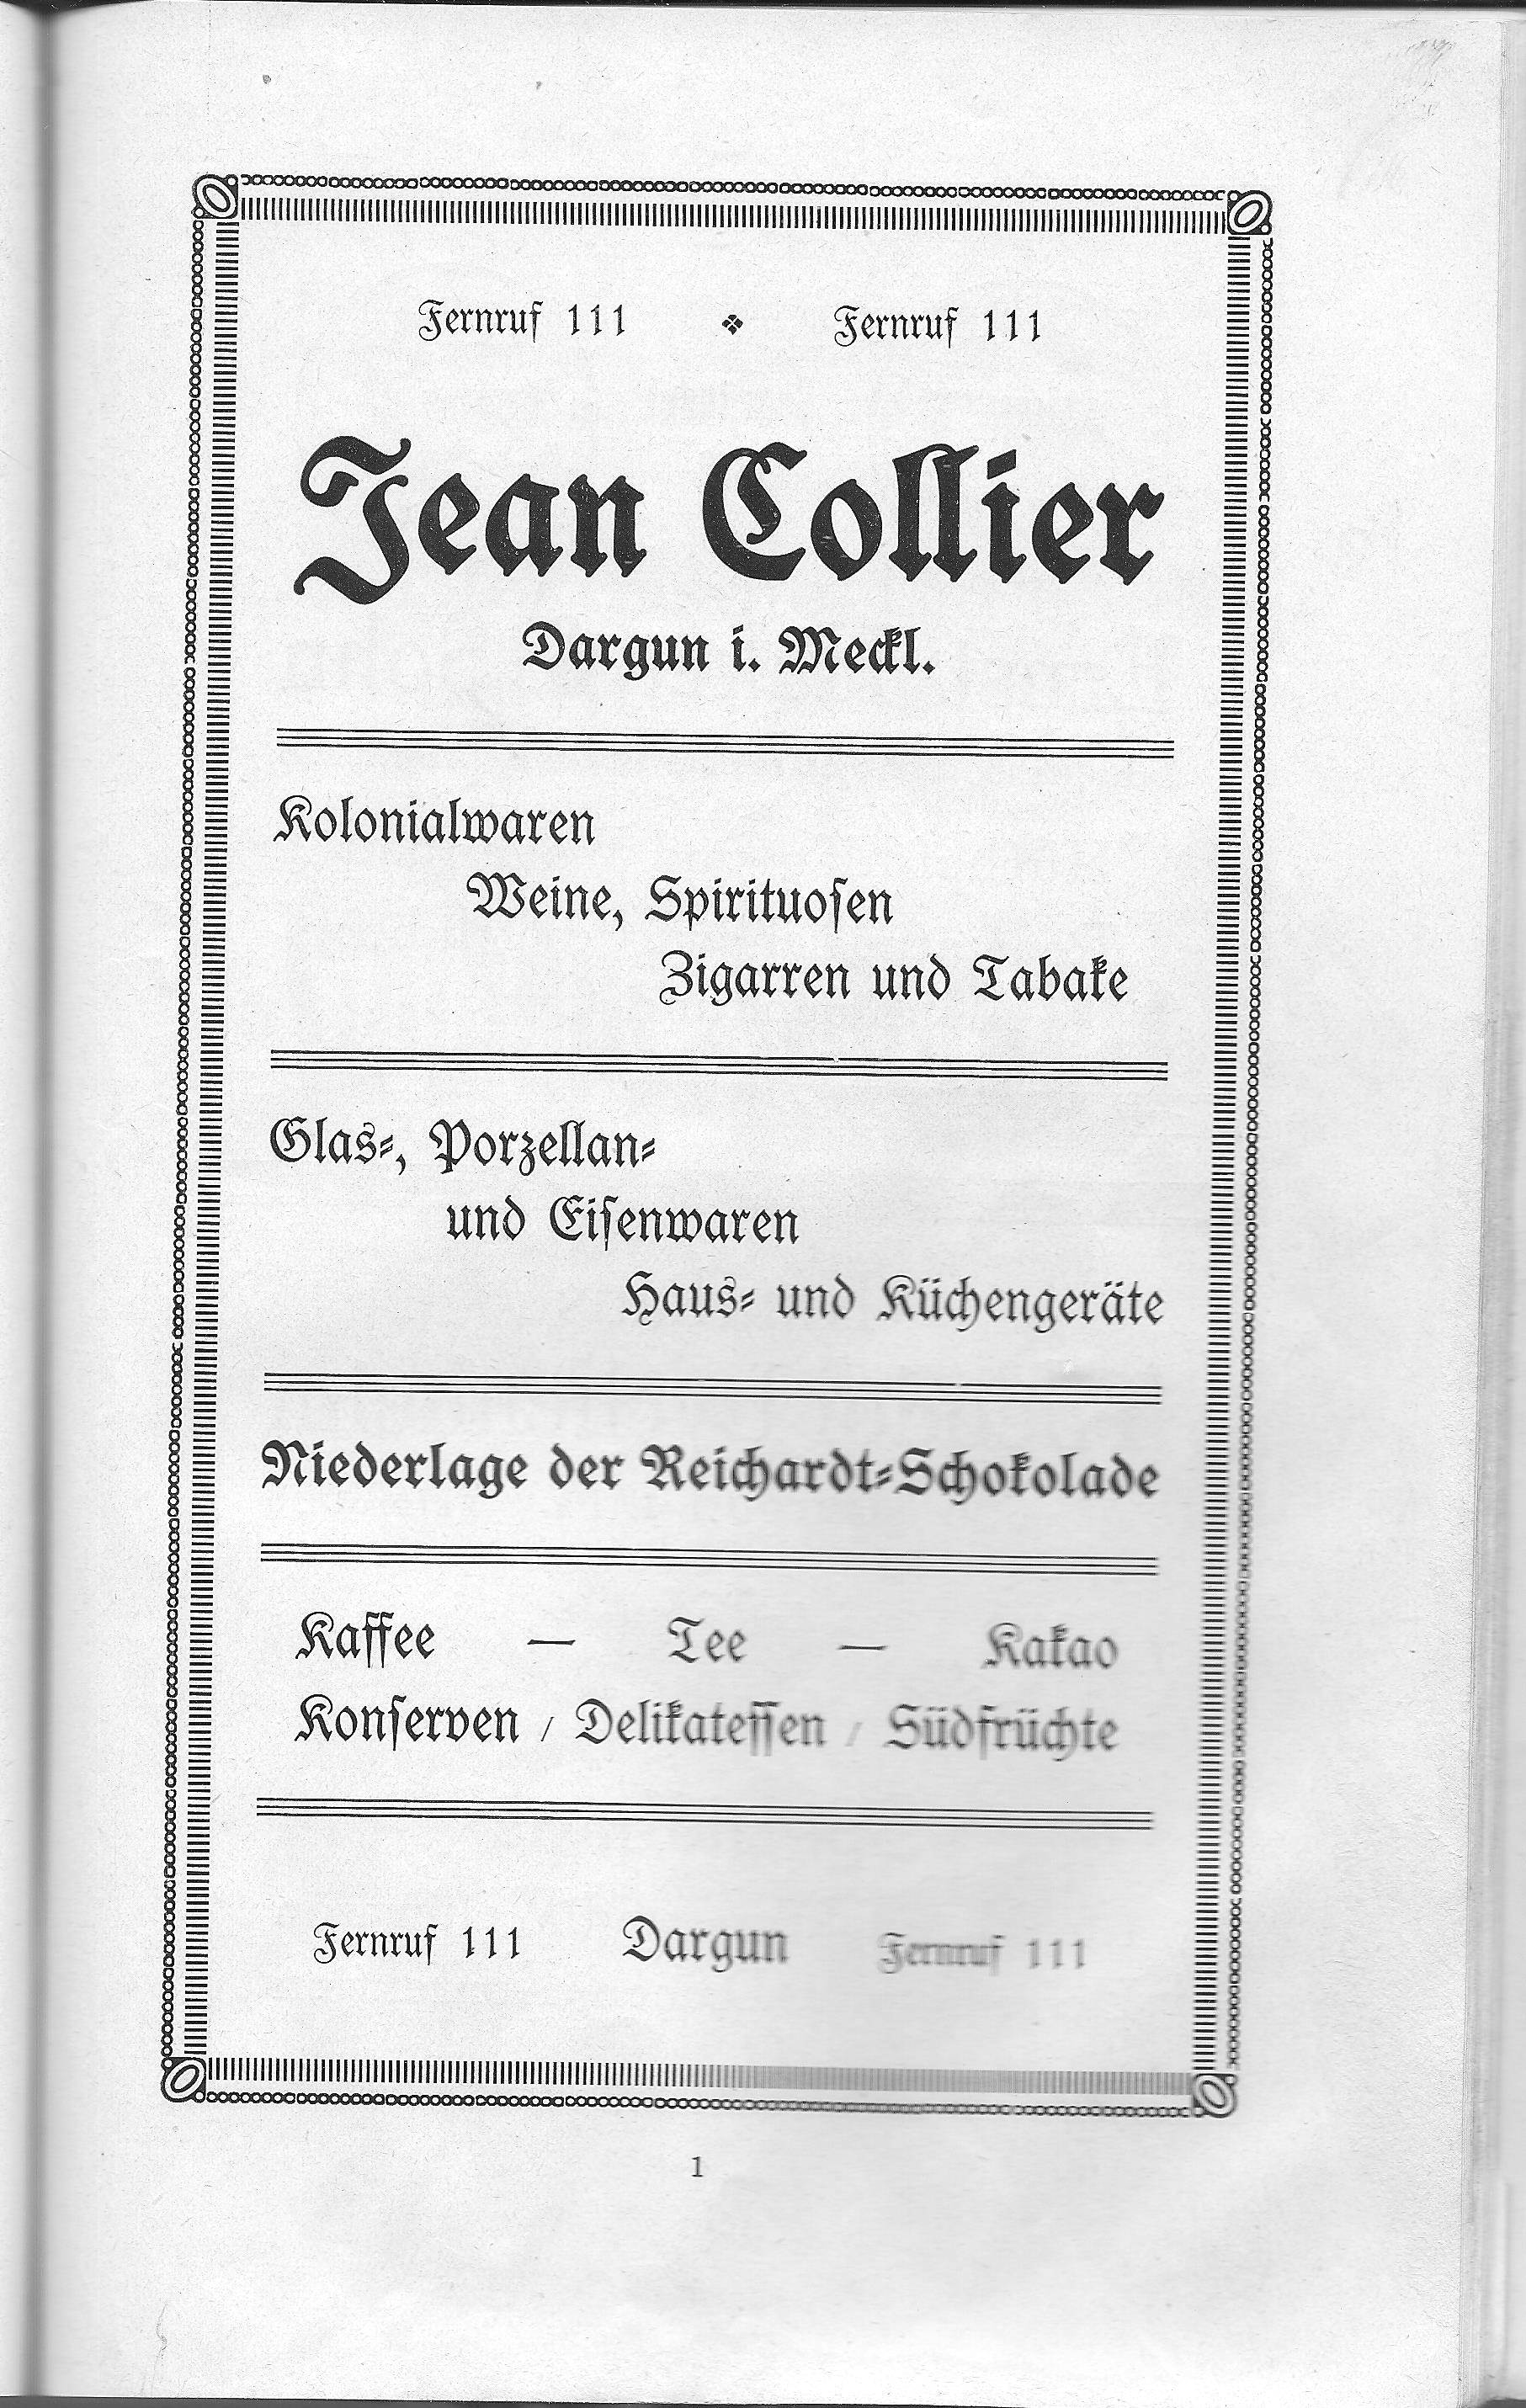 Fernruf 111 ❖ Fernruf 111
Jean Collier
Dargun i. Meckl.
Kolonialwaren
Weine, Spirituosen
Zigarren und Tabake
Glas-, Porzellan-
und Eisenwaren
Haus- und Küchengeräte
Niederlage der Reichardt-Schokolade
Kaffee — Tee — Kakao
Konserven / Delikatessen / Südfrüchte
Fernruf 111 Dargun Fernruf 111
1